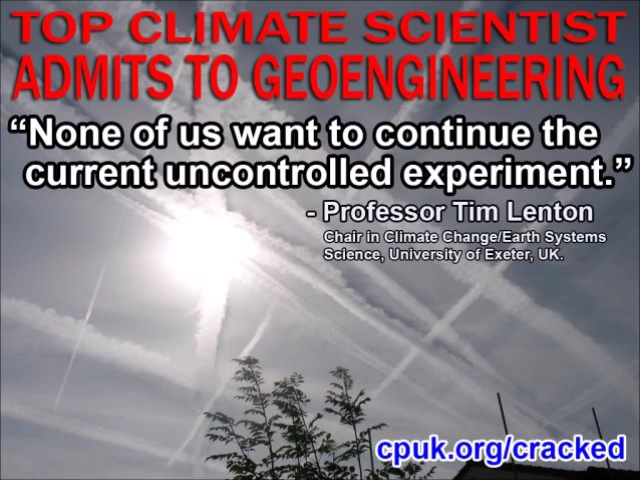 TOP CLIMATE SCIENTIST
ADMITS TO GEOENGINEERING
“None of us want to continue the
current uncontrolled experiment.”
- Professor Tim Lenton
Chair in Climate Change/Earth Systems
Science, University of Exeter, UK.
cpuk.org/cracked